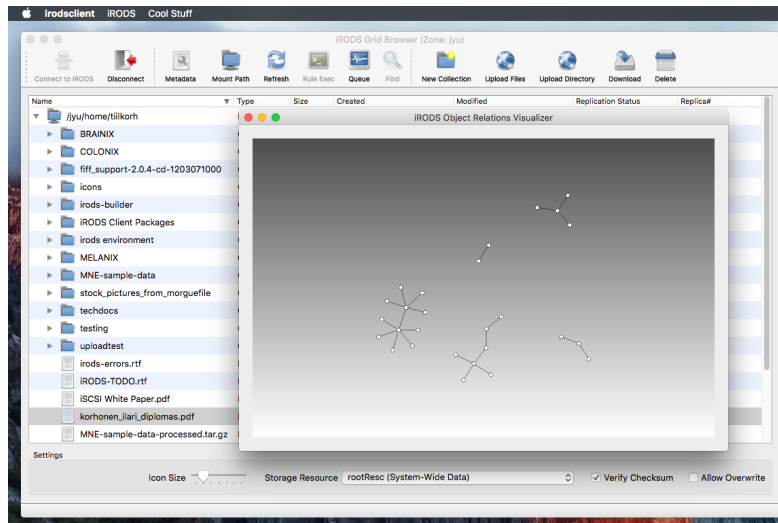 irodsclient iRODS Cool Stuff
iRODS Grid Browser (Zone: jyu)
Connect to iRODS Disconnect Metadata Mount Path Refresh Rule Exec Queue Find New Collection Upload Files Upload Directory Download Delete
Name Type Size Created Modified Replication Status Replica#
/jyu/home/tiilkorh
iRODS Object Relations Visualizer
BRAINIX
COLONIX
fiff_support-2.0.4-cd-1203071000
icons
irods-builder
iRODS Client Packages
irods environment
MELANIX
MNE-sample-data
stock_pictures_from_morguefile
techdocs
testing
uploadtest
irods-errors.rtf
iRODS-TODO.rtf
iSCSI White Paper.pdf
korhonen_ilari_diplomas.pdf
MNE-sample-data-processed.tar.gz
Settings
Icon Size Storage Resource rootResc (System-Wide Data) Verify Checksum Allow Overwrite